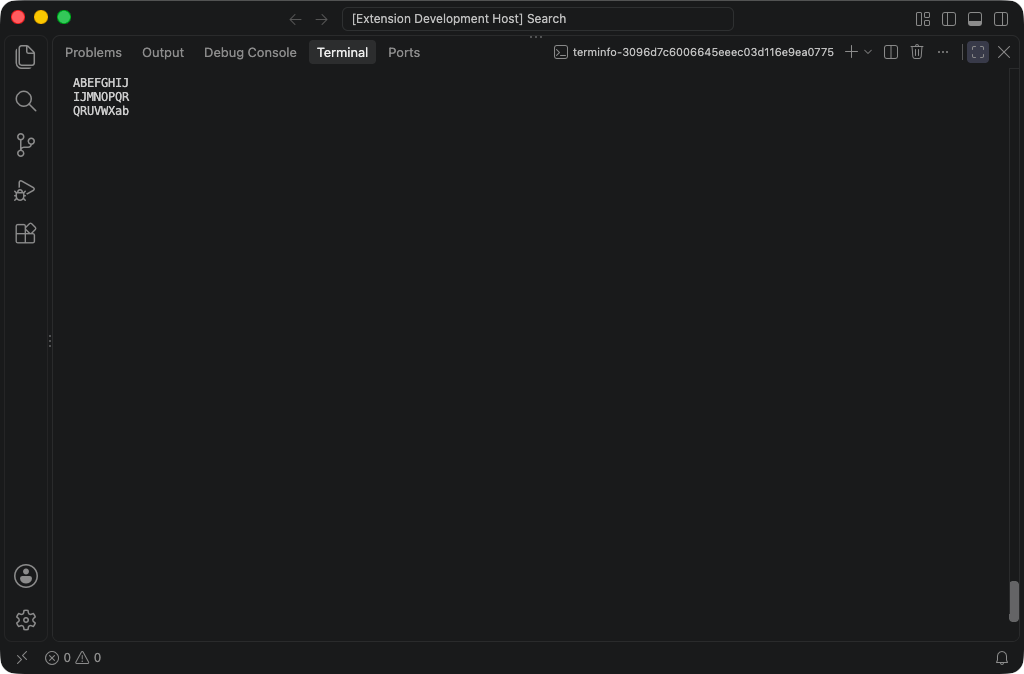 [Extension Development Host] Search
Problems Output Debug Console Terminal Ports terminfo-3096d7c6006645eeec03d116e9ea0775
ABEFGHIJ
IJMNOPQR
QRUVWXab
0 0